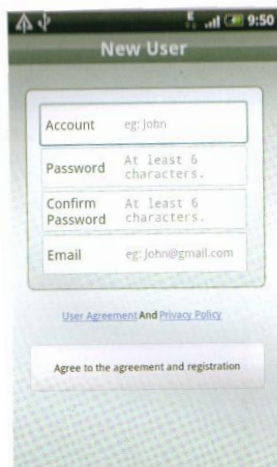 9:50
New User
Account eg: John
Password At least 6
characters.
Confirm
Password At least 6
characters.
Email eg: John@gmail.com
User Agreement And Privacy Policy
Agree to the agreement and registration